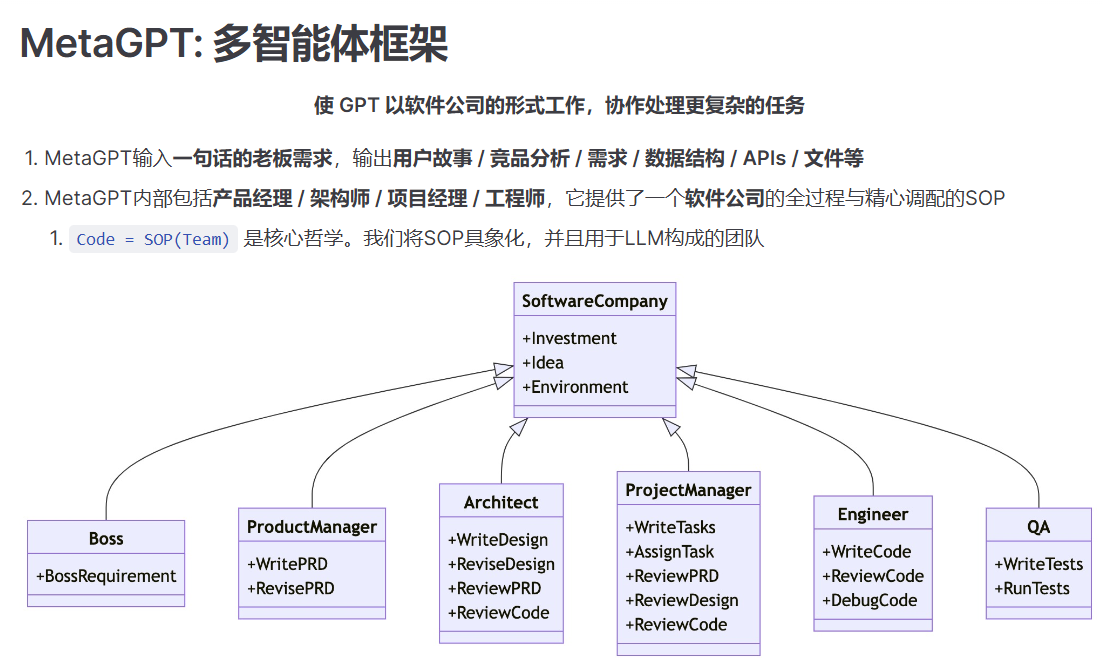 MetaGPT: 多智能体框架
使 GPT 以软件公司的形式工作，协作处理更复杂的任务
1. MetaGPT输入一句话的老板需求，输出用户故事 / 竞品分析 / 需求 / 数据结构 / APIs / 文件等
2. MetaGPT内部包括产品经理 / 架构师 / 项目经理 / 工程师，它提供了一个软件公司的全过程与精心调配的SOP
1. Code = SOP(Team) 是核心哲学。我们将SOP具象化，并且用于LLM构成的团队
SoftwareCompany
+Investment
+Idea
+Environment
Boss
+BossRequirement
ProductManager
+WritePRD
+RevisePRD
Architect
+WriteDesign
+ReviseDesign
+ReviewPRD
+ReviewCode
ProjectManager
+WriteTasks
+AssignTask
+ReviewPRD
+ReviewDesign
+ReviewCode
Engineer
+WriteCode
+ReviewCode
+DebugCode
QA
+WriteTests
+RunTests